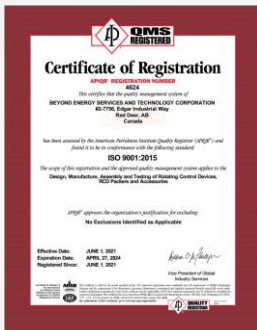 QMS
REGISTERED
Certificate of Registration
APIQR® REGISTRATION NUMBER
4624
This certifies that the quality management system of
BEYOND ENERGY SERVICES AND TECHNOLOGY CORPORATION
#2-7756, Edgar Industrial Way
Red Deer, AB
Canada
has been assessed by the American Petroleum Institute Quality Registrar (APIQR®) and
found it to be in conformance with the following standard:
ISO 9001:2015
The scope of this registration and the approved quality management system applies to the
Design, Manufacture, Assembly and Testing of Rotating Control Devices,
RCD Packers and Accessories
APIQR® approves the organization's justification for excluding:
No Exclusions Identified as Applicable
Effective Date: JUNE 1, 2021
Expiration Date: APRIL 27, 2024
Registered Since: JUNE 1, 2021
Vice President of Global
Industry Services